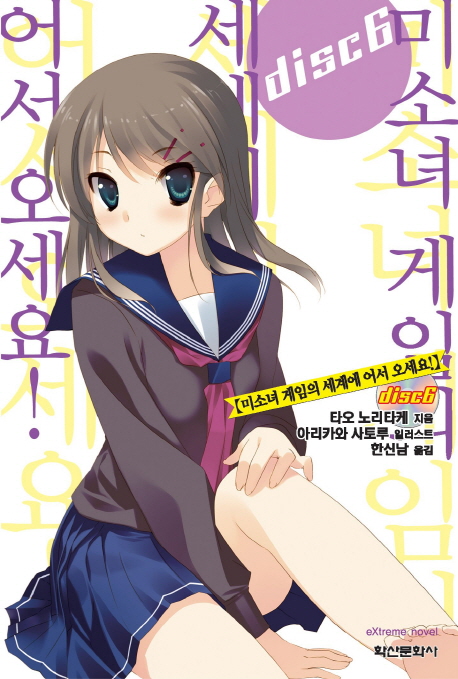 미소녀 게임의
세계에
어서 오세요!
disc6
[미소녀 게임의 세계에 어서 오세요!]
disc6
타오 노리타케 지음
아리카와 사토루 일러스트
한신남 옮김
eXtreme novel
학산문화사